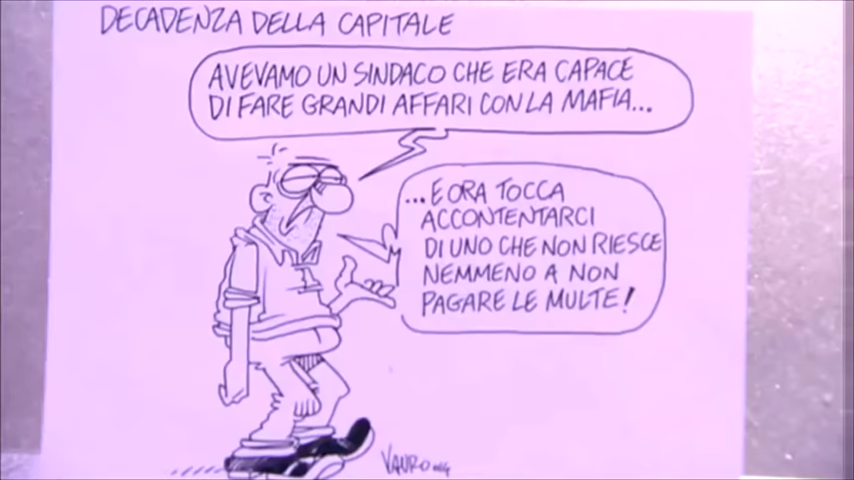 DECADENZA DELLA CAPITALE
AVEVAMO UN SINDACO CHE ERA CAPACE
DI FARE GRANDI AFFARI CON LA MAFIA...
...E ORA TOCCA
ACCONTENTARCI
DI UNO CHE NON RIESCE
NEMMENO A NON
PAGARE LE MULTE!
VAURO